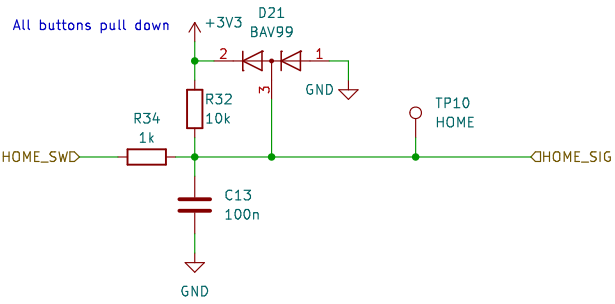 All buttons pull down
+3V3
D21
BAV99
2
1
3
GND
R32
10k
TP10
HOME
R34
1k
HOME_SW
HOME_SIG
C13
100n
GND